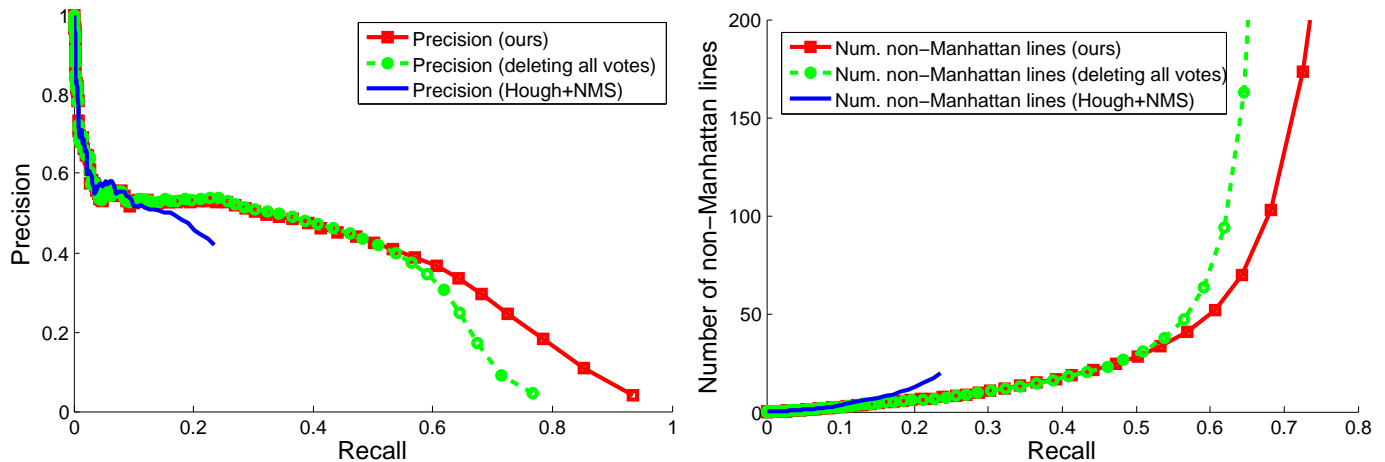 1
0.8
0.6
0.4
0.2
0
0
0.2
0.4
0.6
0.8
1
Precision
Recall
Precision (ours)
Precision (deleting all votes)
Precision (Hough+NMS)
200
150
100
50
0
0
0.1
0.2
0.3
0.4
0.5
0.6
0.7
0.8
Number of non−Manhattan lines
Recall
Num. non−Manhattan lines (ours)
Num. non−Manhattan lines (deleting all votes)
Num. non−Manhattan lines (Hough+NMS)